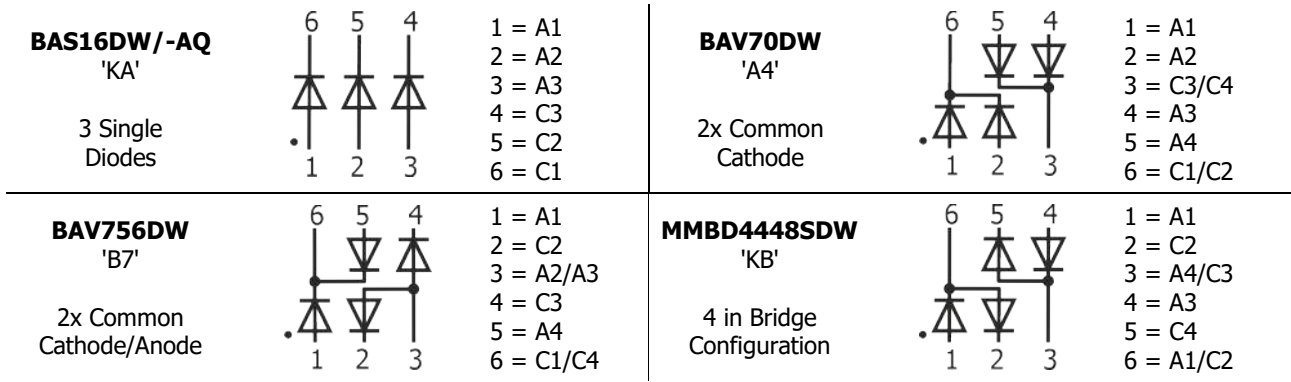 BAS16DW/-AQ
'KA'
3 Single
Diodes
6 5 4
1 2 3
1 = A1
2 = A2
3 = A3
4 = C3
5 = C2
6 = C1
BAV70DW
'A4'
2x Common
Cathode
6 5 4
1 2 3
1 = A1
2 = A2
3 = C3/C4
4 = A3
5 = A4
6 = C1/C2
BAV756DW
'B7'
2x Common
Cathode/Anode
6 5 4
1 2 3
1 = A1
2 = C2
3 = A2/A3
4 = C3
5 = A4
6 = C1/C4
MMBD4448SDW
'KB'
4 in Bridge
Configuration
6 5 4
1 2 3
1 = A1
2 = C2
3 = A4/C3
4 = A3
5 = C4
6 = A1/C2